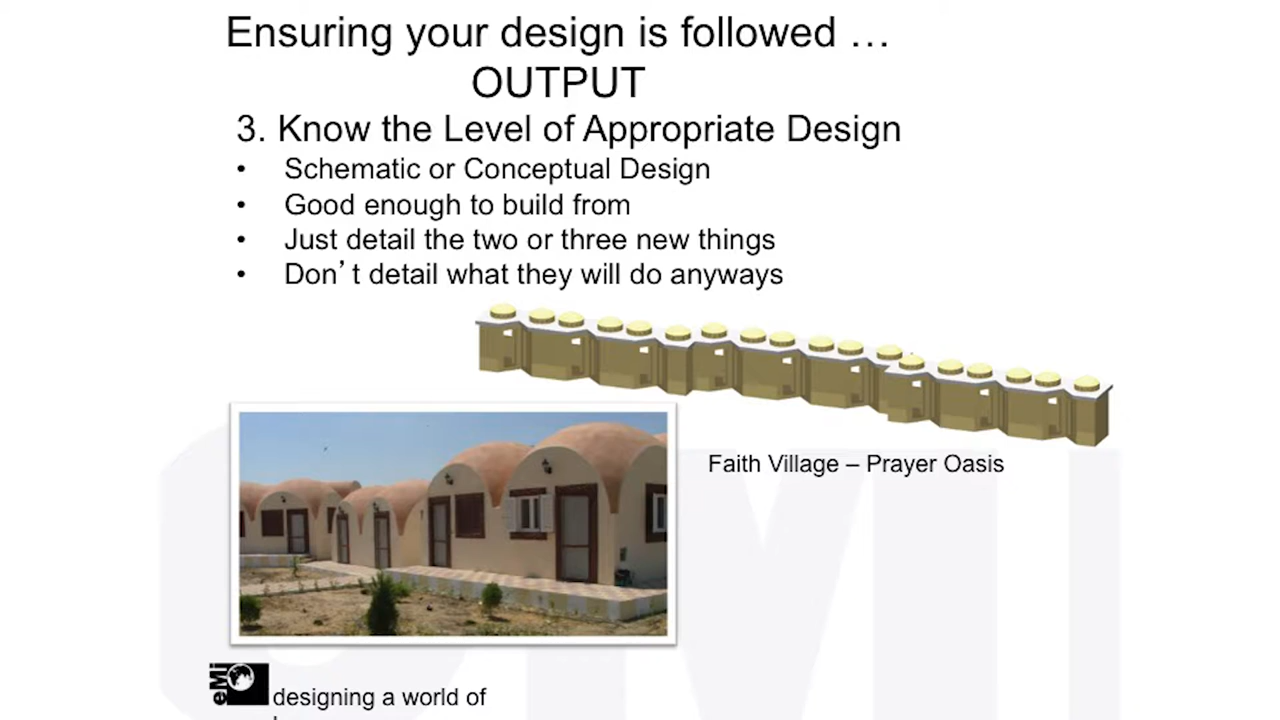 Ensuring your design is followed …
OUTPUT
3. Know the Level of Appropriate Design
• Schematic or Conceptual Design
• Good enough to build from
• Just detail the two or three new things
• Don’t detail what they will do anyways
Faith Village – Prayer Oasis
eMi
designing a world of